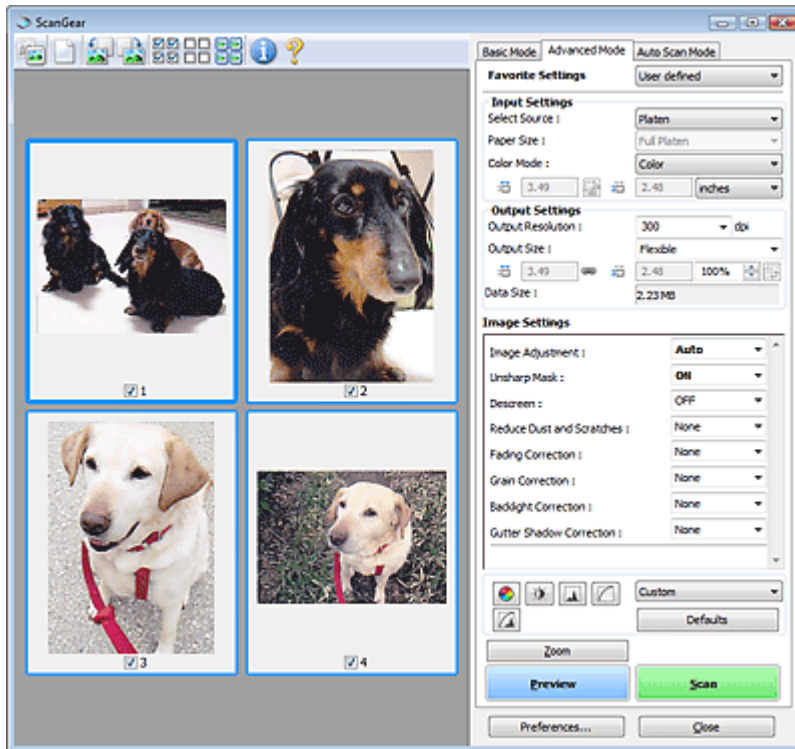 ScanGear
Basic Mode Advanced Mode Auto Scan Mode
Favorite Settings User defined
Input Settings
Select Source : Platen
Paper Size : Full Platen
Color Mode : Color
3.49 2.48 inches
Output Settings
Output Resolution : 300 dpi
Output Size : Flexible
3.49 2.48 100%
Data Size : 2.23 MB
Image Settings
Image Adjustment : Auto
Unsharp Mask : ON
Descreen : OFF
Reduce Dust and Scratches : None
Fading Correction : None
Grain Correction : None
Backlight Correction : None
Gutter Shadow Correction : None
Custom
Defaults
Zoom
Preview Scan
Preferences... Close
1
2
3
4